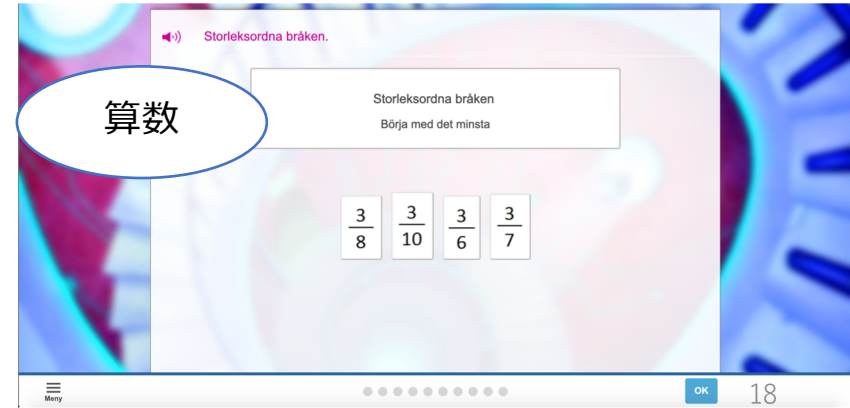 Storleksordna bråken.
算数
Storleksordna bråken
Börja med det minsta
3/8 3/10 3/6 3/7
Meny
OK
18